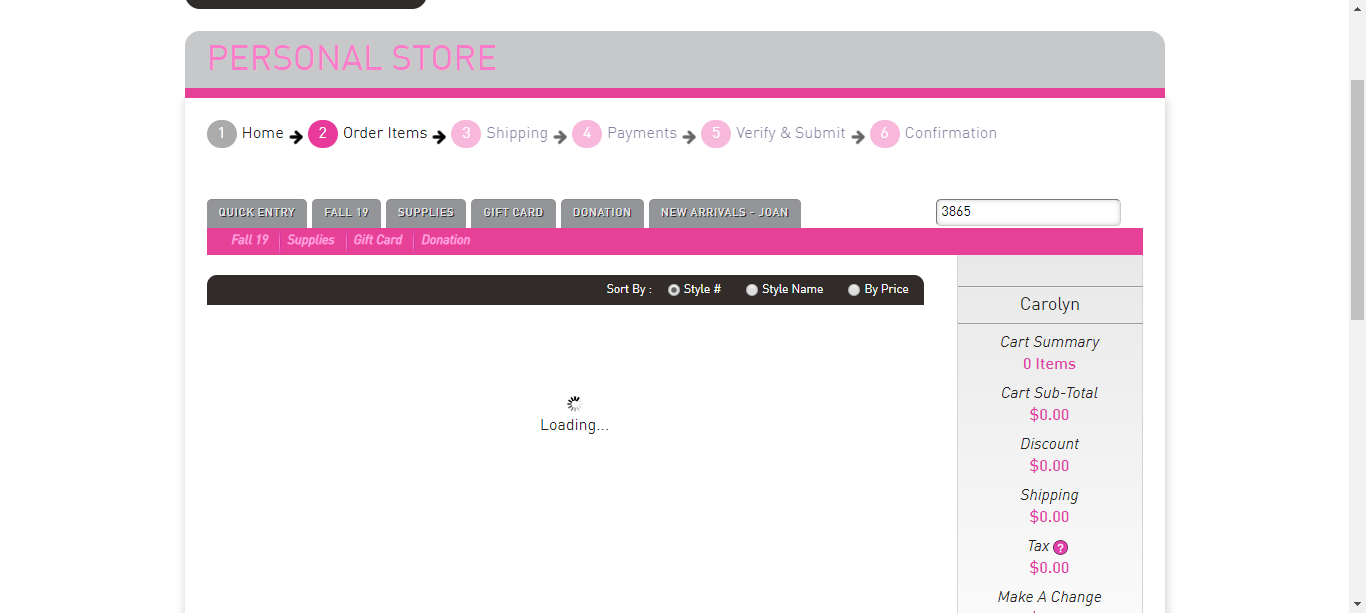 PERSONAL STORE
1 Home 2 Order Items 3 Shipping 4 Payments 5 Verify & Submit 6 Confirmation
QUICK ENTRY FALL 19 SUPPLIES GIFT CARD DONATION NEW ARRIVALS - JOAN 3865
Fall 19 Supplies Gift Card Donation
Sort By : Style # Style Name By Price
Loading...
Carolyn
Cart Summary
0 Items
Cart Sub-Total
$0.00
Discount
$0.00
Shipping
$0.00
Tax ?
$0.00
Make A Change